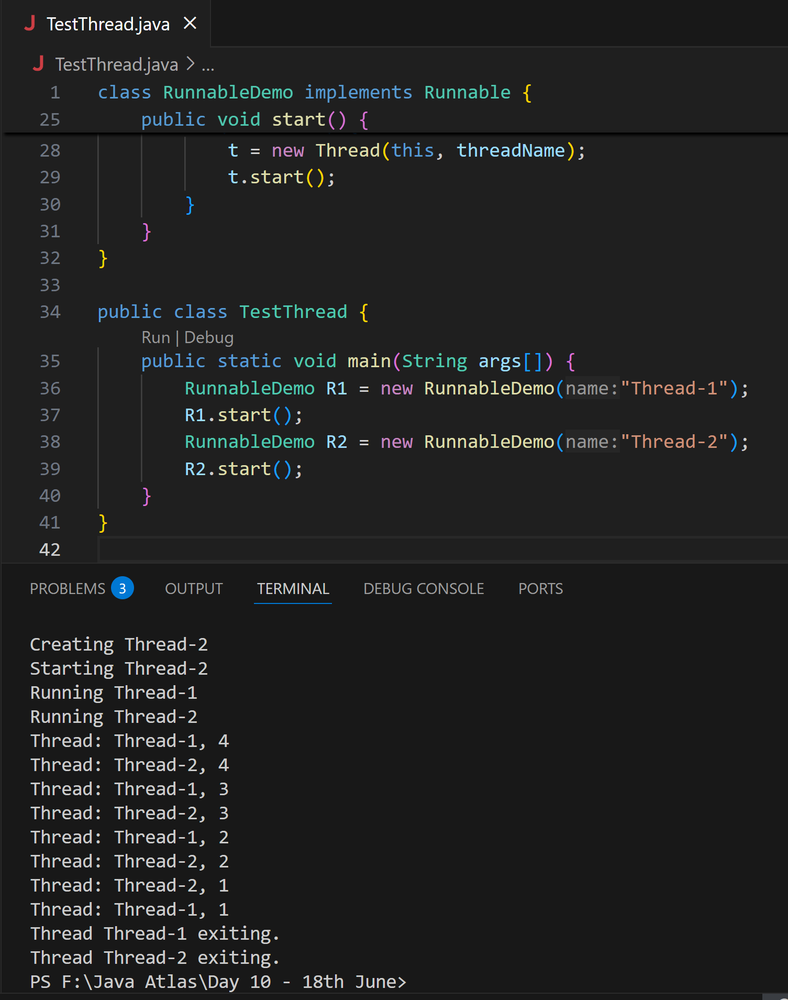 J TestThread.java ×
J TestThread.java > ...
1 class RunnableDemo implements Runnable {
25     public void start() {
28             t = new Thread(this, threadName);
29             t.start();
30         }
31     }
32 }
33
34 public class TestThread {
Run | Debug
35     public static void main(String args[]) {
36         RunnableDemo R1 = new RunnableDemo(name:"Thread-1");
37         R1.start();
38         RunnableDemo R2 = new RunnableDemo(name:"Thread-2");
39         R2.start();
40     }
41 }
42
PROBLEMS 3 OUTPUT TERMINAL DEBUG CONSOLE PORTS
Creating Thread-2
Starting Thread-2
Running Thread-1
Running Thread-2
Thread: Thread-1, 4
Thread: Thread-2, 4
Thread: Thread-1, 3
Thread: Thread-2, 3
Thread: Thread-1, 2
Thread: Thread-2, 2
Thread: Thread-2, 1
Thread: Thread-1, 1
Thread Thread-1 exiting.
Thread Thread-2 exiting.
PS F:\Java Atlas\Day 10 - 18th June>